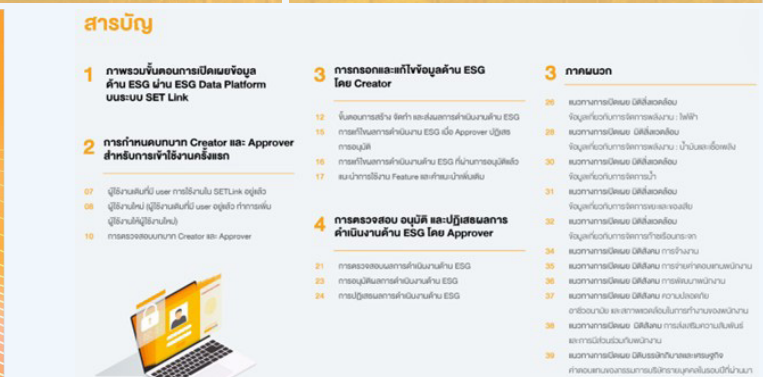 สารบัญ
1 ภาพรวมขั้นตอนการเปิดเผยข้อมูล
ด้าน ESG ผ่าน ESG Data Platform
บนระบบ SET Link
2 การกำหนดบทบาท Creator และ Approver
สำหรับการเข้าใช้งานครั้งแรก
07 ผู้ใช้งานเดิมที่มี user การใช้งานใน SETLink อยู่แล้ว
08 ผู้ใช้งานใหม่ (ผู้ใช้งานเดิมที่มี user อยู่แล้ว ทำการเพิ่ม
ผู้ใช้งานให้ผู้ใช้งานใหม่)
10 การตรวจสอบบทบาท Creator และ Approver
3 การกรอกและแก้ไขข้อมูลด้าน ESG
โดย Creator
12 ขั้นตอนการสร้าง จัดทำ และส่งผลการดำเนินงานด้าน ESG
15 การแก้ไขผลการดำเนินงาน ESG เมื่อ Approver ปฏิเสธ
การอนุมัติ
16 การแก้ไขผลการดำเนินงานด้าน ESG ที่ผ่านการอนุมัติแล้ว
17 แนะนำการใช้งาน Feature และคำแนะนำเพิ่มเติม
4 การตรวจสอบ อนุมัติ และปฏิเสธผลการ
ดำเนินงานด้าน ESG โดย Approver
21 การตรวจสอบผลการดำเนินงานด้าน ESG
23 การอนุมัติผลการดำเนินงานด้าน ESG
24 การปฏิเสธผลการดำเนินงานด้าน ESG
3 ภาคผนวก
26 แนวทางการเปิดเผย มิติสิ่งแวดล้อม
ข้อมูลเกี่ยวกับการจัดการพลังงาน : ไฟฟ้า
28 แนวทางการเปิดเผย มิติสิ่งแวดล้อม
ข้อมูลเกี่ยวกับการจัดการพลังงาน : น้ำมันและเชื้อเพลิง
30 แนวทางการเปิดเผย มิติสิ่งแวดล้อม
ข้อมูลเกี่ยวกับการจัดการน้ำ
31 แนวทางการเปิดเผย มิติสิ่งแวดล้อม
ข้อมูลเกี่ยวกับการจัดการขยะและของเสีย
32 แนวทางการเปิดเผย มิติสิ่งแวดล้อม
ข้อมูลเกี่ยวกับการจัดการก๊าซเรือนกระจก
34 แนวทางการเปิดเผย มิติสังคม การจ้างงาน
35 แนวทางการเปิดเผย มิติสังคม การจ่ายค่าตอบแทนพนักงาน
36 แนวทางการเปิดเผย มิติสังคม การพัฒนาพนักงาน
37 แนวทางการเปิดเผย มิติสังคม ความปลอดภัย
อาชีวอนามัย และสภาพแวดล้อมในการทำงานของพนักงาน
38 แนวทางการเปิดเผย มิติสังคม การส่งเสริมความสัมพันธ์
และการมีส่วนร่วมกับพนักงาน
39 แนวทางการเปิดเผย มิติบรรษัทภิบาลและเศรษฐกิจ
ค่าตอบแทนของกรรมการบริษัทรายบุคคลในรอบปีที่ผ่านมา